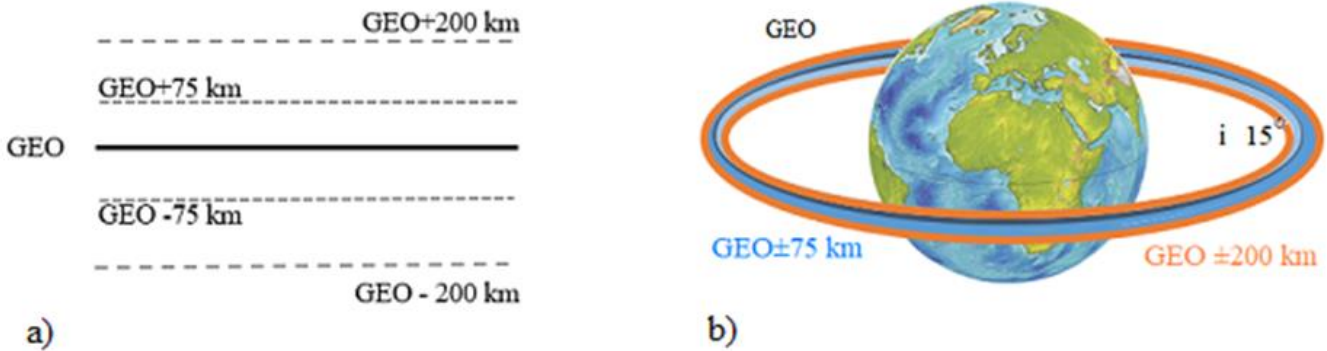 GEO+200 km
GEO+75 km
GEO
GEO -75 km
GEO - 200 km
a)
GEO
i 15°
GEO±75 km
GEO ±200 km
b)